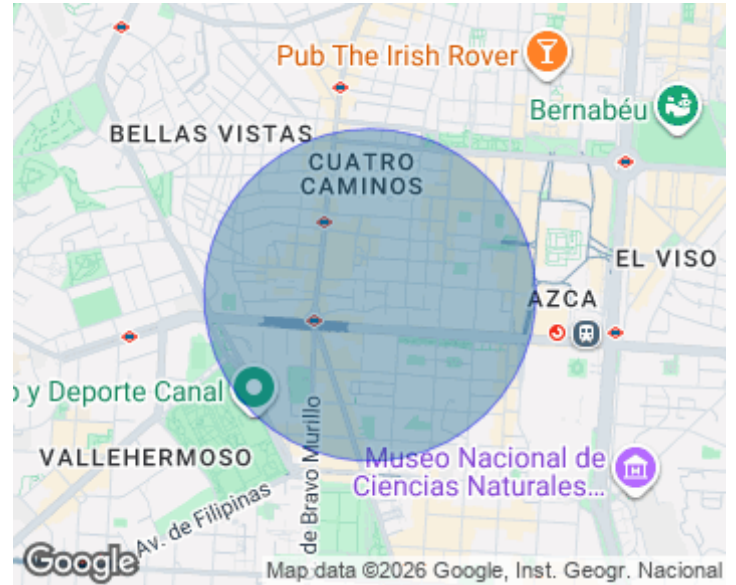 Pub The Irish Rover
Bernabéu
BELLAS VISTAS
CUATRO
CAMINOS
EL VISO
AZCA
o y Deporte Canal
VALLEHERMOSO
de Bravo Murillo
Museo Nacional de
Ciencias Naturales...
Av. de Filipinas
Google
Map data ©2026 Google, Inst. Geogr. Nacional